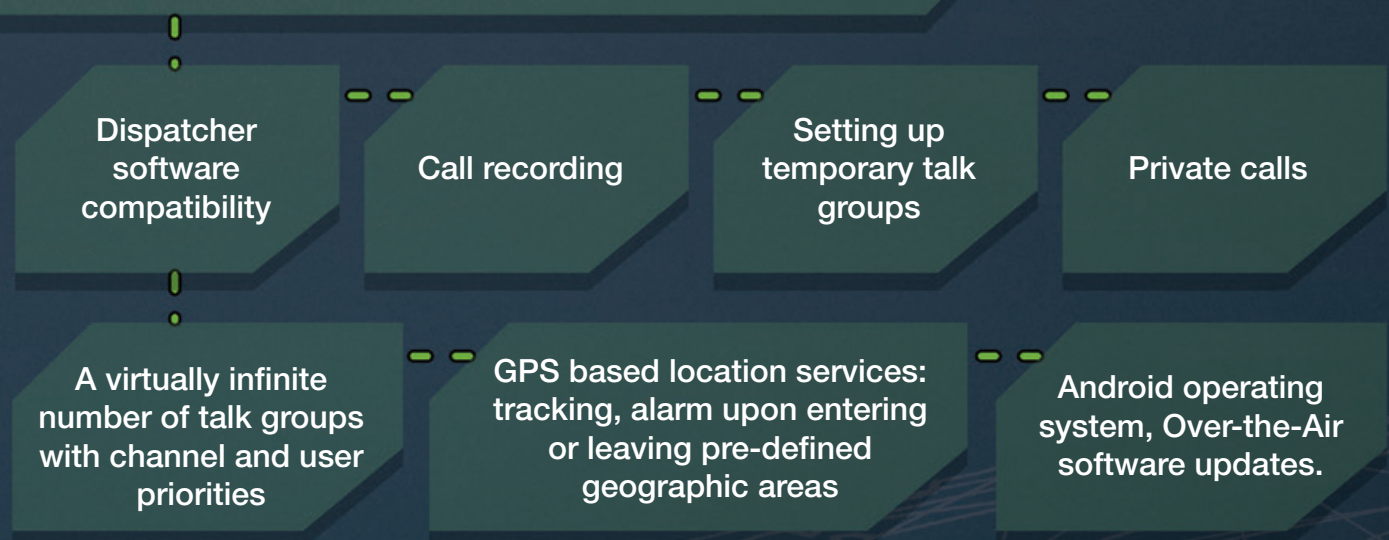 Dispatcher
software
compatibility
Call recording
Setting up
temporary talk
groups
Private calls
A virtually infinite
number of talk groups
with channel and user
priorities
GPS based location services:
tracking, alarm upon entering
or leaving pre-defined
geographic areas
Android operating
system, Over-the-Air
software updates.